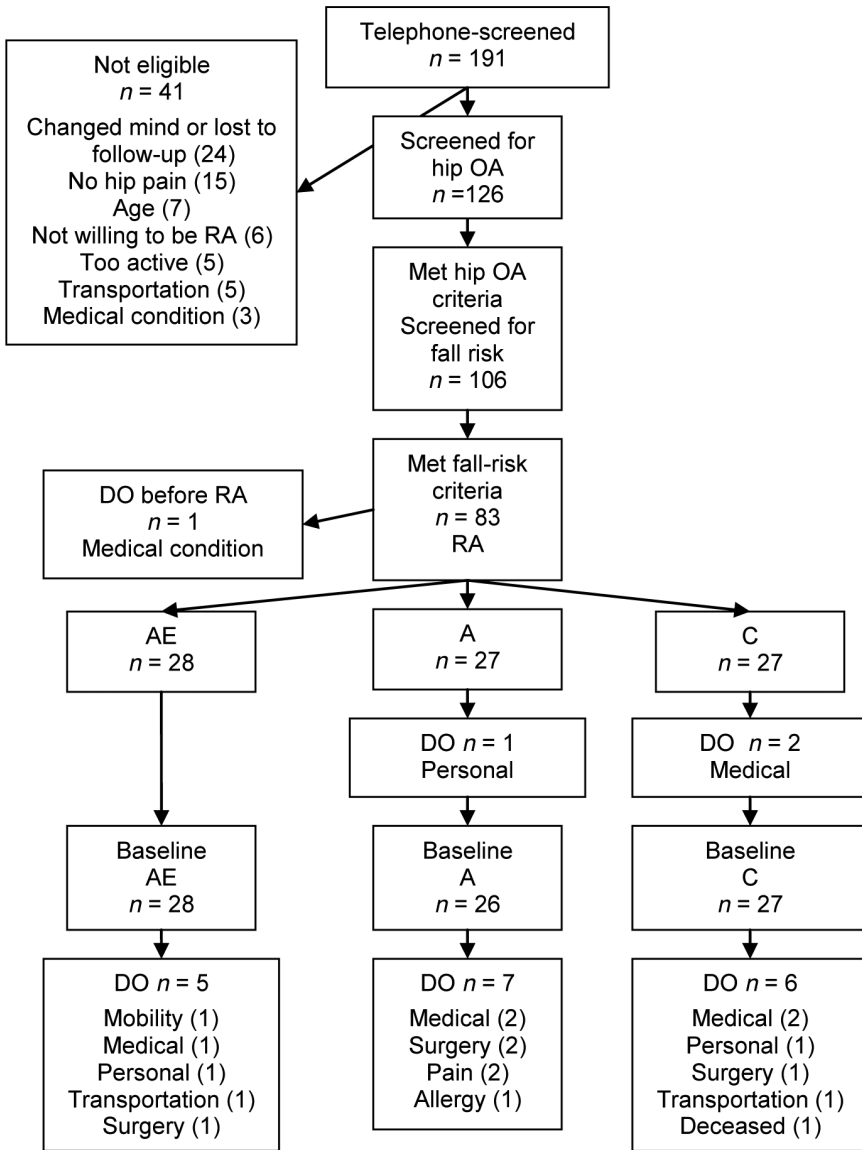 Telephone-screened
n = 191
Not eligible
n = 41
Changed mind or lost to
follow-up (24)
No hip pain (15)
Age (7)
Not willing to be RA (6)
Too active (5)
Transportation (5)
Medical condition (3)
Screened for
hip OA
n =126
Met hip OA
criteria
Screened for
fall risk
n = 106
Met fall-risk
criteria
n = 83
RA
DO before RA
n = 1
Medical condition
AE
n = 28
A
n = 27
C
n = 27
DO n = 1
Personal
DO n = 2
Medical
Baseline
AE
n = 28
Baseline
A
n = 26
Baseline
C
n = 27
DO n = 5
Mobility (1)
Medical (1)
Personal (1)
Transportation (1)
Surgery (1)
DO n = 7
Medical (2)
Surgery (2)
Pain (2)
Allergy (1)
DO n = 6
Medical (2)
Personal (1)
Surgery (1)
Transportation (1)
Deceased (1)